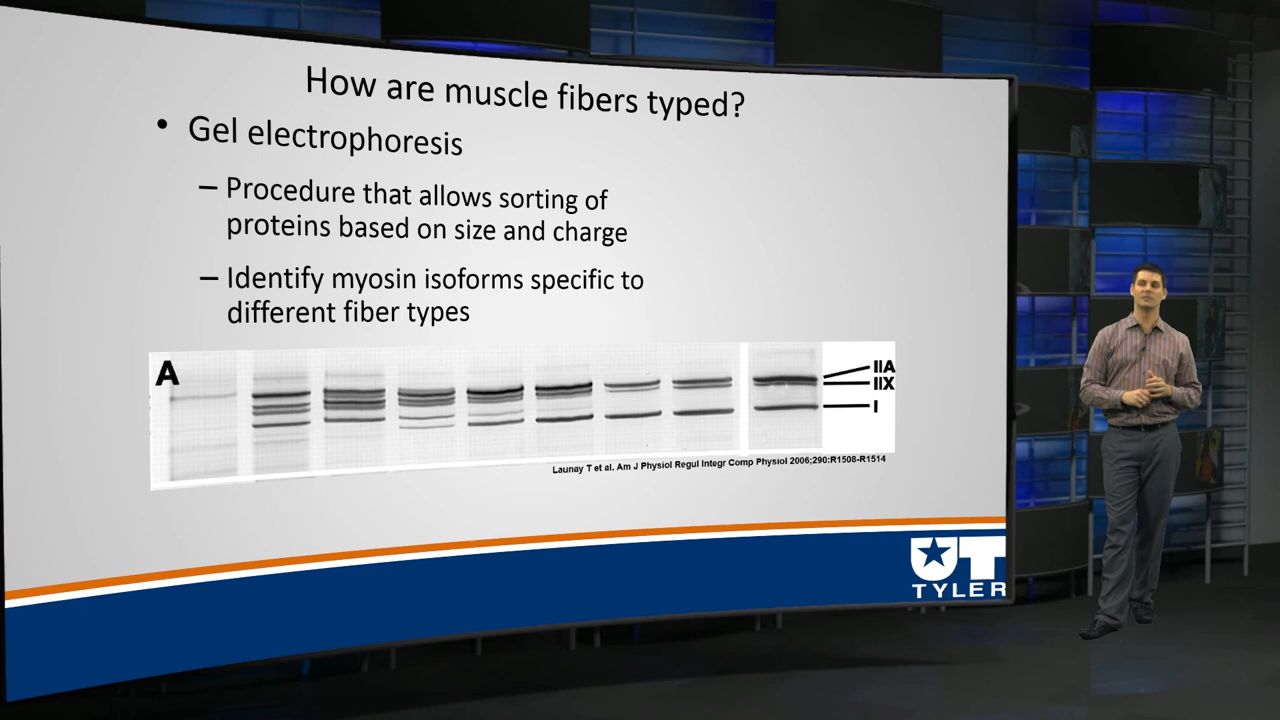 How are muscle fibers typed?
• Gel electrophoresis
– Procedure that allows sorting of
proteins based on size and charge
– Identify myosin isoforms specific to
different fiber types
A
IIA
IIX
I
Launay T et al. Am J Physiol Regul Integr Comp Physiol 2006;290:R1508-R1514
UT
TYLER